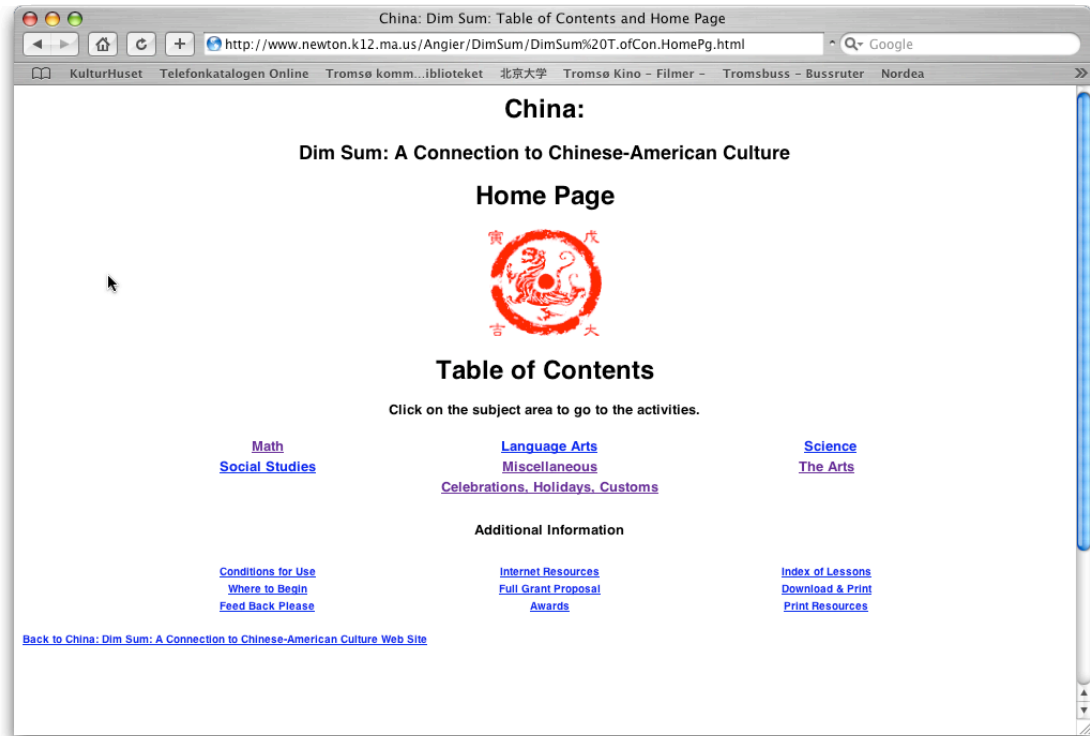 China: Dim Sum: Table of Contents and Home Page
http://www.newton.k12.ma.us/Angier/DimSum/DimSum%20T.ofCon.HomePg.html
Google
KulturHuset Telefonkatalogen Online Tromsø komm...iblioteket 北京大学 Tromsø Kino – Filmer – Tromsbuss – Bussruter Nordea
China:
Dim Sum: A Connection to Chinese-American Culture
Home Page
寅 戊
吉 大
Table of Contents
Click on the subject area to go to the activities.
Math Language Arts Science
Social Studies Miscellaneous The Arts
Celebrations, Holidays, Customs
Additional Information
Conditions for Use Internet Resources Index of Lessons
Where to Begin Full Grant Proposal Download & Print
Feed Back Please Awards Print Resources
Back to China: Dim Sum: A Connection to Chinese-American Culture Web Site